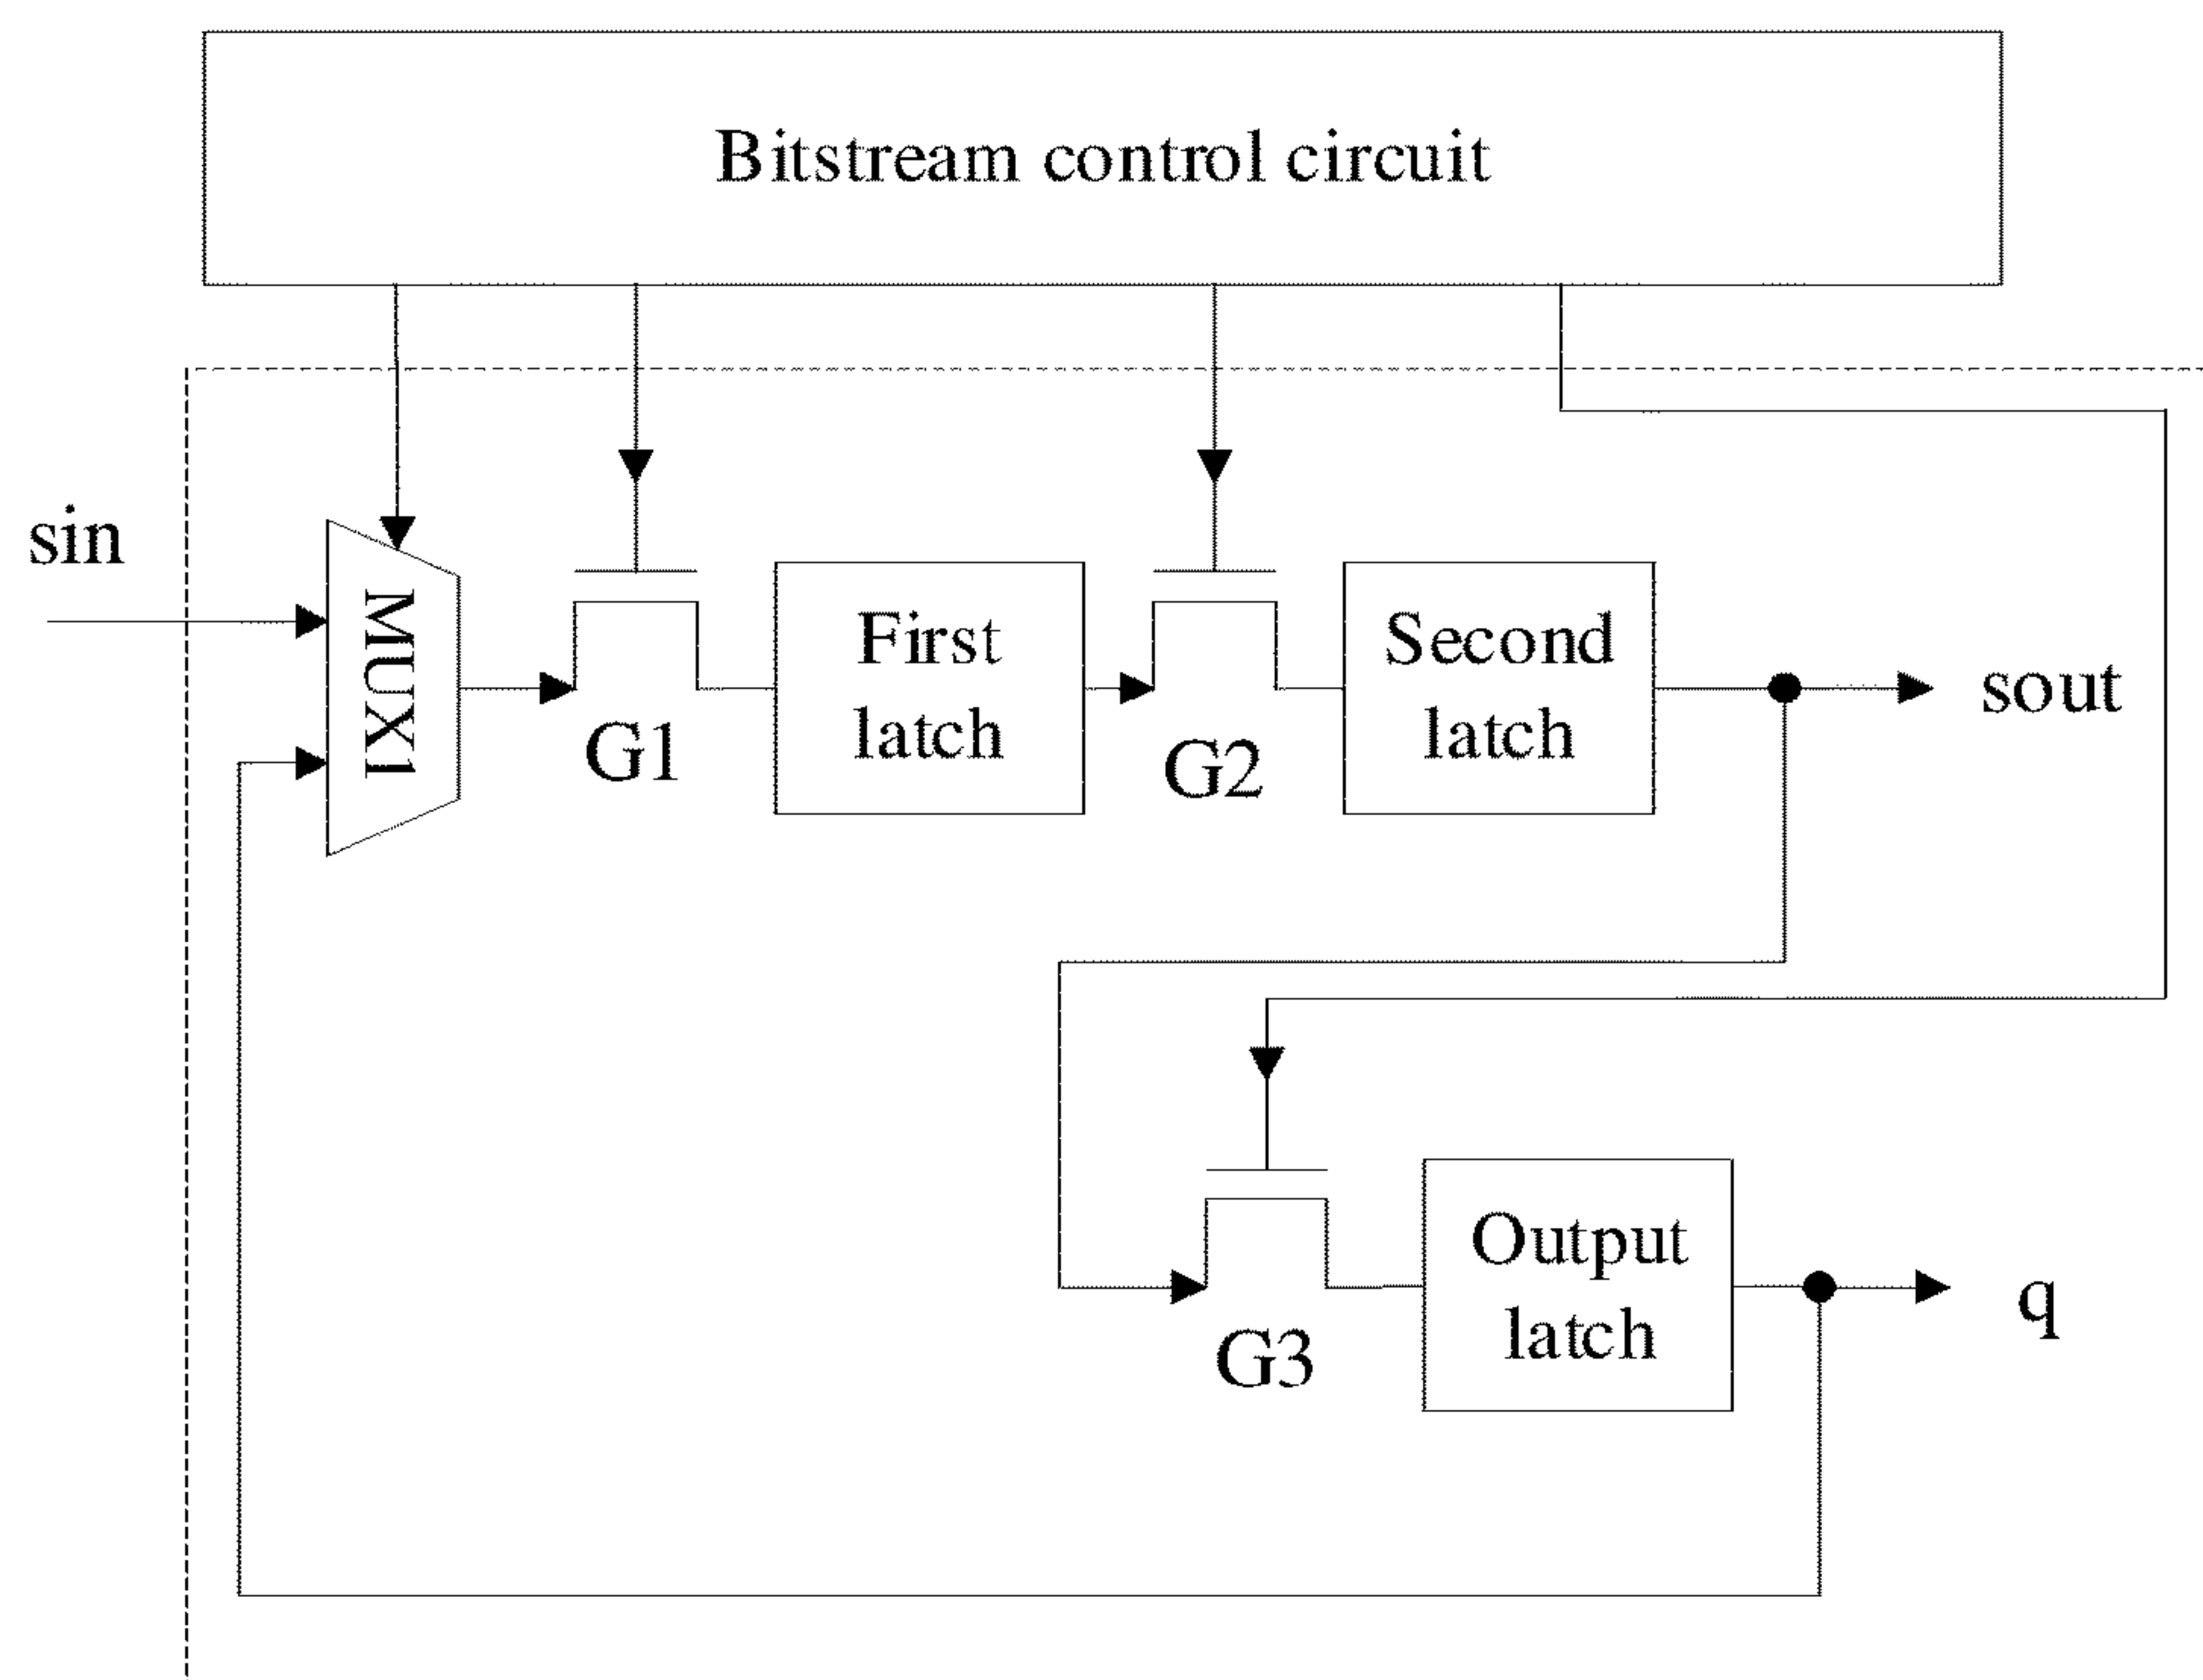 Bitstream control circuit
sin
MUX1
G1
First
latch
G2
Second
latch
sout
G3
Output
latch
q